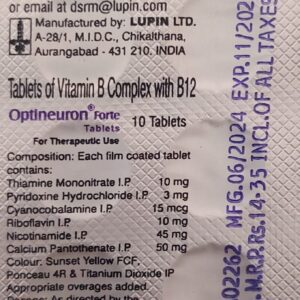 or email at dsrm@lupin.com
Manufactured by: LUPIN LTD.
A-28/1, M.I.D.C., Chikalthana,
Aurangabad - 431 210. INDIA
Tablets of Vitamin B Complex with B12
Optineuron® Forte
Tablets
10 Tablets
For Therapeutic Use
Composition: Each film coated tablet
contains:
Thiamine Mononitrate I.P. 10 mg
Pyridoxine Hydrochloride I.P. 3 mg
Cyanocobalamine I.P. 15 mcg
Riboflavin I.P. 10 mg
Nicotinamide I.P. 45 mg
Calcium Pantothenate I.P. 50 mg
Colour: Sunset Yellow FCF,
Ponceau 4R & Titanium Dioxide IP
Appropriate overages added.
As directed by the
02262 MFG.06/2024 EXP.11/202
M.R.P.Rs.14.35 INCL.OF ALL TAXES